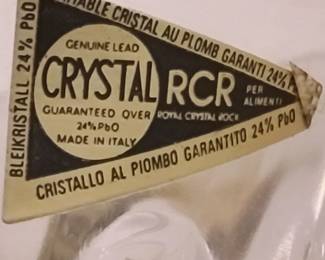 BLEIKRISTALL 24% PbO
CRISTAL AU PLOMB GARANTI 24%
GENUINE LEAD
CRYSTAL
GUARANTEED OVER
24% PbO
MADE IN ITALY
RCR
PER
ALIMENTI
ROYAL CRYSTAL ROCK
CRISTALLO AL PIOMBO GARANTITO 24% PbO